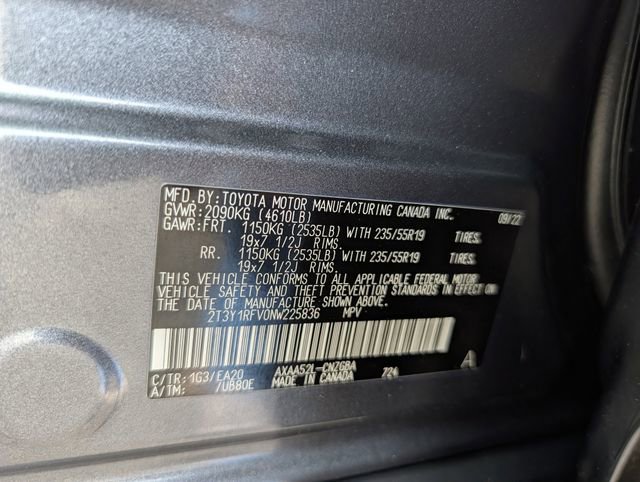 MFD.BY:TOYOTA MOTOR MANUFACTURING CANADA INC. 09/22
GVWR:2090KG (4610LB)
GAWR:FRT. 1150KG (2535LB) WITH 235/55R19 TIRES,
19x7 1/2J RIMS.
RR. 1150KG (2535LB) WITH 235/55R19 TIRES,
19x7 1/2J RIMS.
THIS VEHICLE CONFORMS TO ALL APPLICABLE FEDERAL MOTOR
VEHICLE SAFETY AND THEFT PREVENTION STANDARDS IN EFFECT
ON THE DATE OF MANUFACTURE SHOWN ABOVE.
2T3Y1RFV0NW225836 MPV
C/TR:1G3/EA20 AXAA52L-CNZGBA 724 A
A/TM: /UB80E MADE IN CANADA